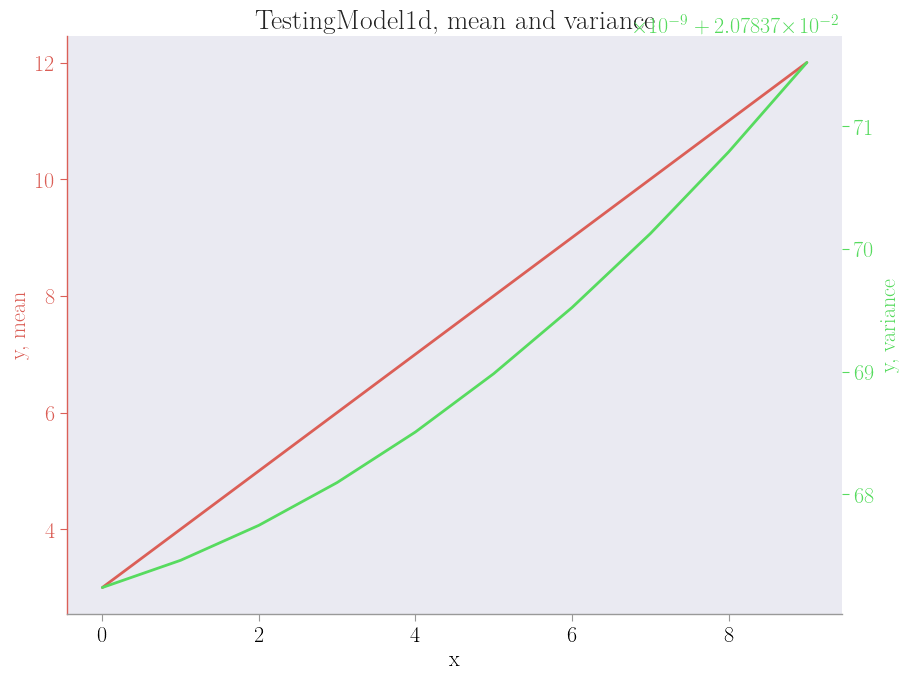 TestingModel1d, mean and variance
×10⁻⁹ + 2.07837×10⁻²
12
10
8
6
4
y, mean
71
70
69
68
y, variance
0 2 4 6 8
x